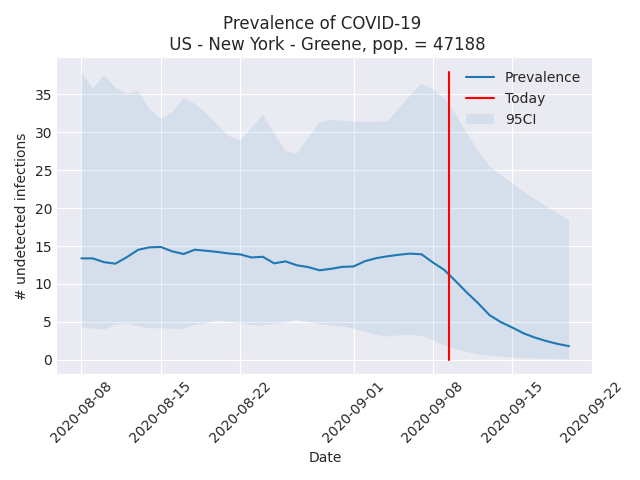 Prevalence of COVID-19
US - New York - Greene, pop. = 47188
Prevalence
Today
95CI
# undetected infections
35
30
25
20
15
10
5
0
2020-08-08
2020-08-15
2020-08-22
2020-09-01
2020-09-08
2020-09-15
2020-09-22
Date